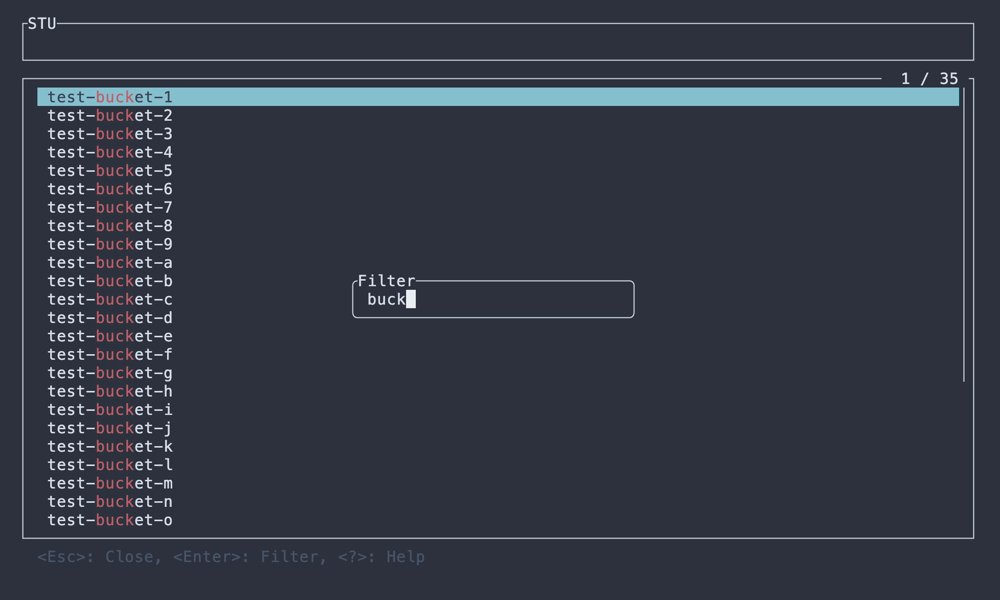 STU
1 / 35
test-bucket-1
test-bucket-2
test-bucket-3
test-bucket-4
test-bucket-5
test-bucket-6
test-bucket-7
test-bucket-8
test-bucket-9
test-bucket-a
test-bucket-b
Filter
test-bucket-c
buck
test-bucket-d
test-bucket-e
test-bucket-f
test-bucket-g
test-bucket-h
test-bucket-i
test-bucket-j
test-bucket-k
test-bucket-l
test-bucket-m
test-bucket-n
test-bucket-o
<Esc>: Close, <Enter>: Filter, <?>: Help